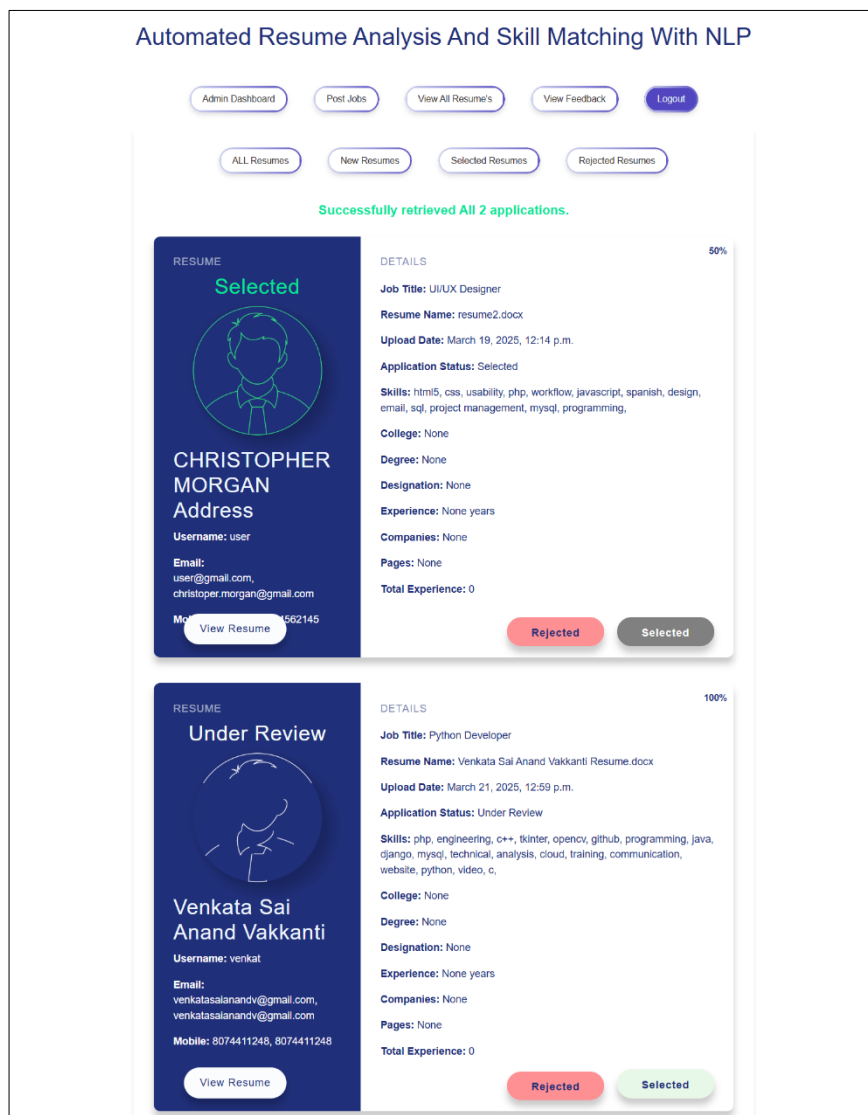 Automated Resume Analysis And Skill Matching With NLP
Admin Dashboard
Post Jobs
View All Resume's
View Feedback
Logout
ALL Resumes
New Resumes
Selected Resumes
Rejected Resumes
Successfully retrieved All 2 applications.
RESUME
Selected
CHRISTOPHER
MORGAN
Address
Username: user
Email:
user@gmail.com,
christoper.morgan@gmail.com
4562145
View Resume
50%
DETAILS
Job Title: UI/UX Designer
Resume Name: resume2.docx
Upload Date: March 19, 2025, 12:14 p.m.
Application Status: Selected
Skills: html5, css, usability, php, workflow, javascript, spanish, design,
email, sql, project management, mysql, programming,
College: None
Degree: None
Designation: None
Experience: None years
Companies: None
Pages: None
Total Experience: 0
Rejected
Selected
RESUME
Under Review
Venkata Sai
Anand Vakkanti
Username: venkat
Email:
venkatasaianandv@gmail.com,
venkatasaianandv@gmail.com
Mobile: 8074411248, 8074411248
View Resume
100%
DETAILS
Job Title: Python Developer
Resume Name: Venkata Sai Anand Vakkanti Resume.docx
Upload Date: March 21, 2025, 12:59 p.m.
Application Status: Under Review
Skills: php, engineering, c++, tkinter, opencv, github, programming, java,
django, mysql, technical, analysis, cloud, training, communication,
website, python, video, c,
College: None
Degree: None
Designation: None
Experience: None years
Companies: None
Pages: None
Total Experience: 0
Rejected
Selected